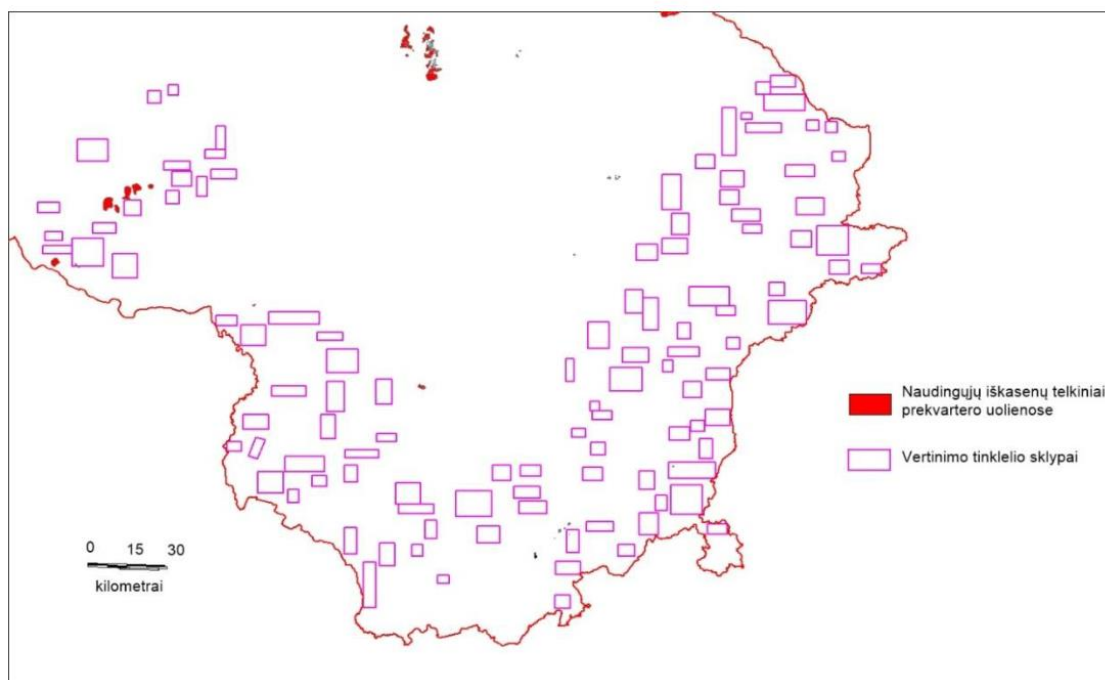 Naudingųjų iškasenų telkiniai
prekvartero uolienose
Vertinimo tinklelio sklypai
0 15 30
kilometrai